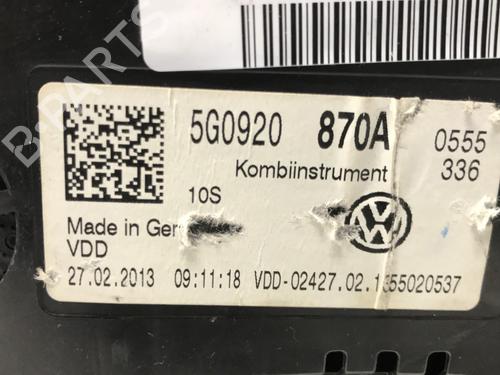 B-PARTS
5G0920 870A 0555
Kombiinstrument 336
10S
Made in Ger
VDD
27.02.2013 09:11:18 VDD-02427.02.1355020537